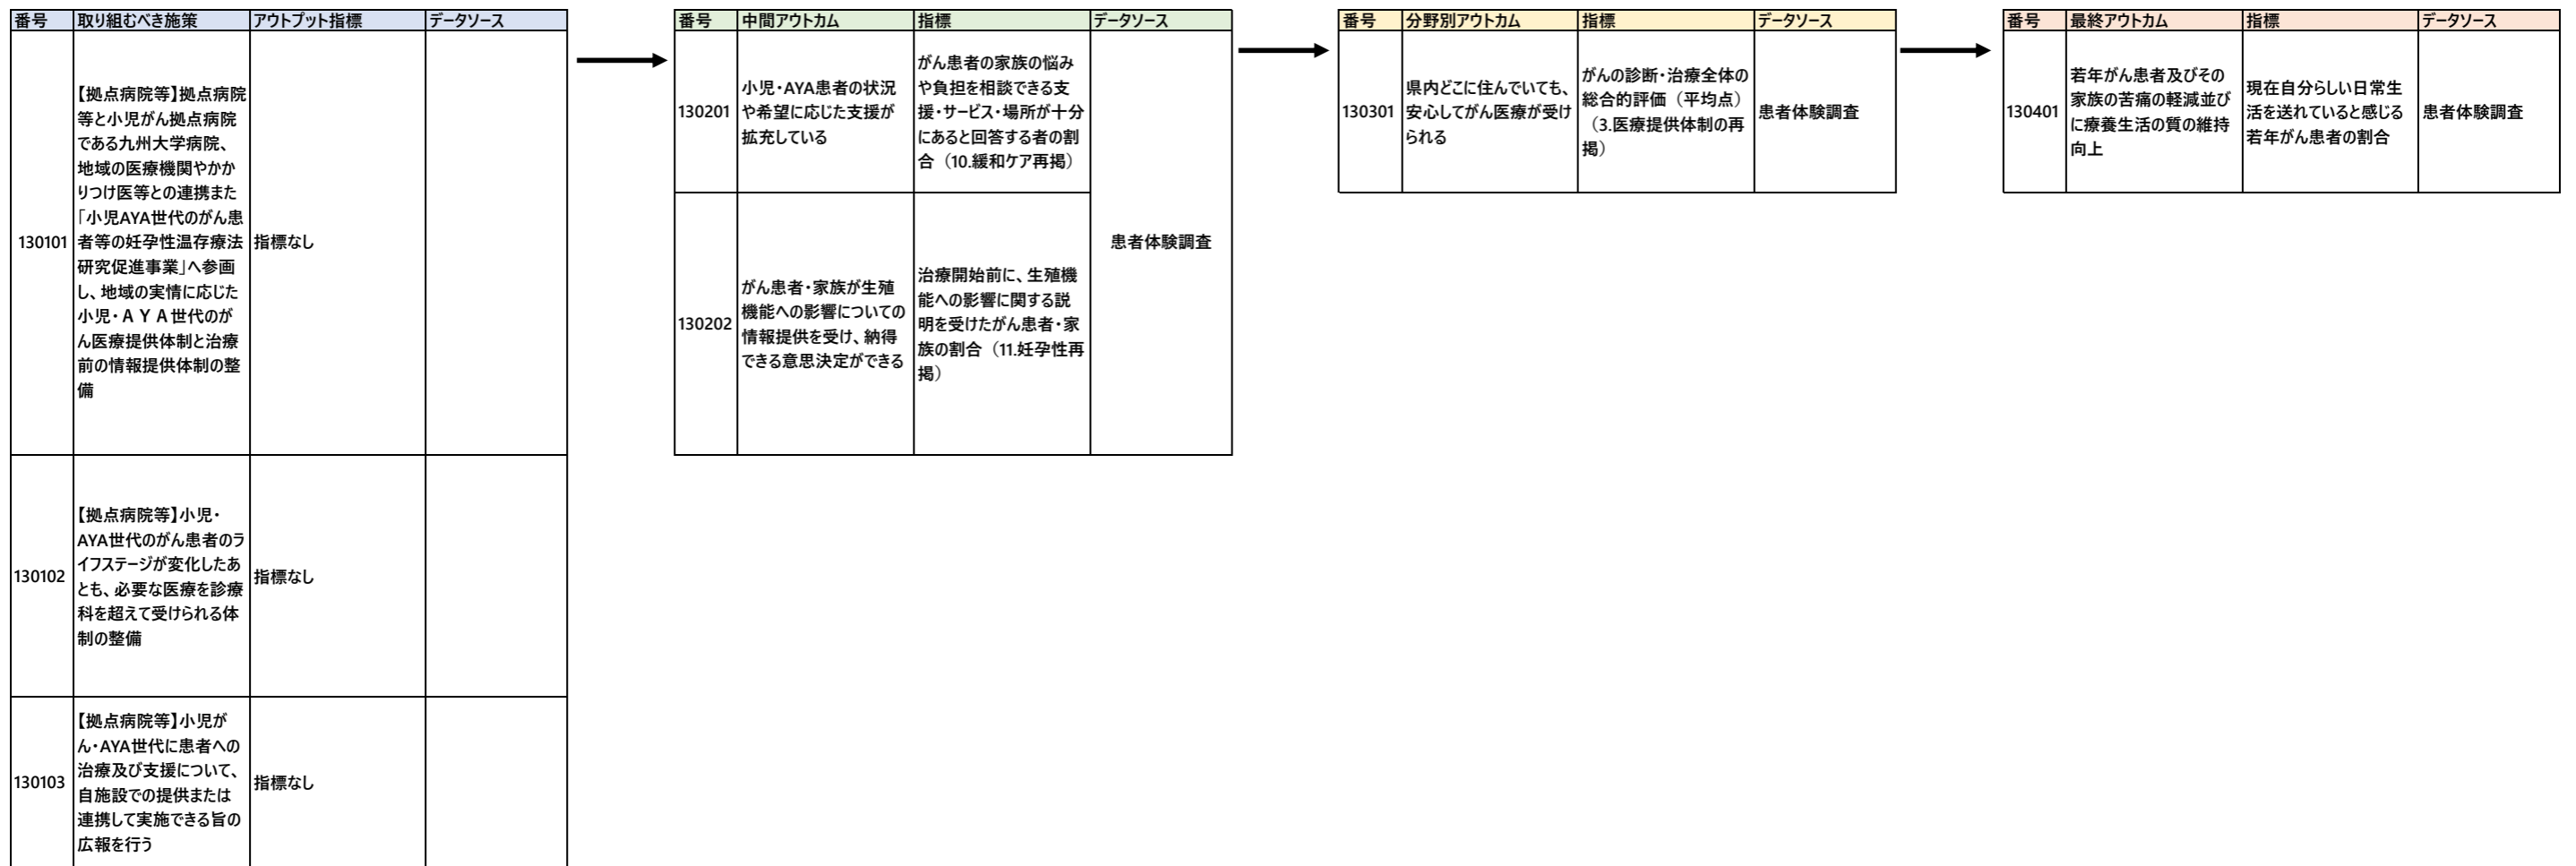 番号 取り組むべき施策 アウトプット指標 データソース
130101
【拠点病院等】拠点病院
等と小児がん拠点病院
である九州大学病院、
地域の医療機関やかか
りつけ医等との連携また
「小児AYA世代のがん患
者等の妊孕性温存療法
研究促進事業」へ参画
し、地域の実情に応じた
小児・ＡＹＡ世代のが
ん医療提供体制と治療
前の情報提供体制の整
備
指標なし
130102
【拠点病院等】小児・
AYA世代のがん患者のラ
イフステージが変化したあ
とも、必要な医療を診療
科を超えて受けられる体
制の整備
指標なし
130103
【拠点病院等】小児が
ん・AYA世代に患者への
治療及び支援について、
自施設での提供または
連携して実施できる旨の
広報を行う
指標なし
番号 中間アウトカム 指標 データソース
130201
小児・AYA患者の状況
や希望に応じた支援が
拡充している
がん患者の家族の悩み
や負担を相談できる支
援・サービス・場所が十分
にあると回答する者の割
合（10.緩和ケア再掲）
患者体験調査
130202
がん患者・家族が生殖
機能への影響についての
情報提供を受け、納得
できる意思決定ができる
治療開始前に、生殖機
能への影響に関する説
明を受けたがん患者・家
族の割合（11.妊孕性再
掲）
番号 分野別アウトカム 指標 データソース
130301
県内どこに住んでいても、
安心してがん医療が受け
られる
がんの診断・治療全体の
総合的評価（平均点）
（3.医療提供体制の再
掲）
患者体験調査
番号 最終アウトカム 指標 データソース
130401
若年がん患者及びその
家族の苦痛の軽減並び
に療養生活の質の維持
向上
現在自分らしい日常生
活を送れていると感じる
若年がん患者の割合
患者体験調査